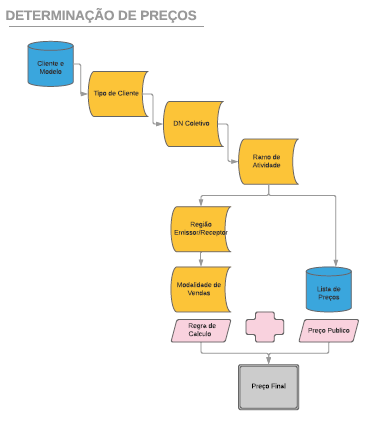 DETERMINAÇÃO DE PREÇOS
Cliente e
Modelo
Tipo de Cliente
DN Coletivo
Ramo de
Atividade
Região
Emissor/Receptor
Modalidade de
Vendas
Lista de
Preços
Regra de
Calculo
Preço Publico
Preço Final